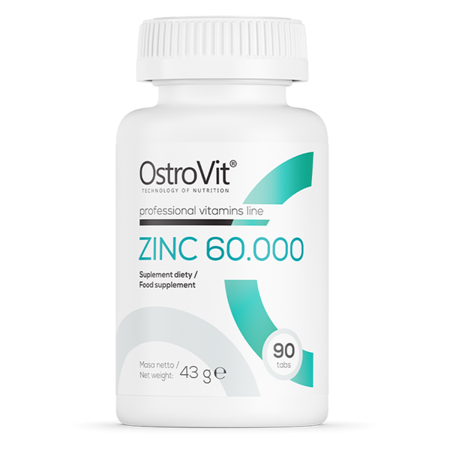 OstroVit®
TECHNOLOGY OF NUTRITION
professional vitamins line
ZINC 60.000
Suplement diety /
Food supplement
90
tabs
Masa netto /
Net weight: 43 g ℮